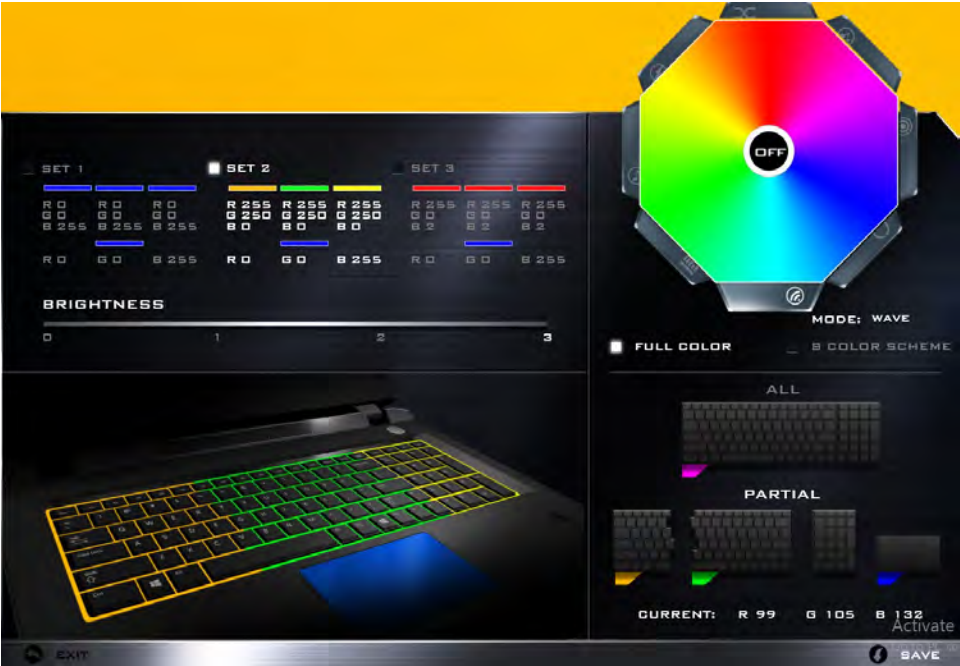 OFF
SET 1
SET 2
SET 3
R 0 R 0 R 0
G 0 G 0 G 0
B 255 B 255 B 255
R 0 G 0 B 255
R 255 R 255 R 255
G 250 G 250 G 250
B 0 B 0 B 0
R 0 G 0 B 255
R 255 R 255 R 255
G 0 G 0 G 0
B 2 B 2 B 2
R 0 G 0 B 255
BRIGHTNESS
0 1 2 3
MODE: WAVE
FULL COLOR
8 COLOR SCHEME
ALL
PARTIAL
CURRENT: R 99 G 105 B 132
Activate
EXIT
SAVE